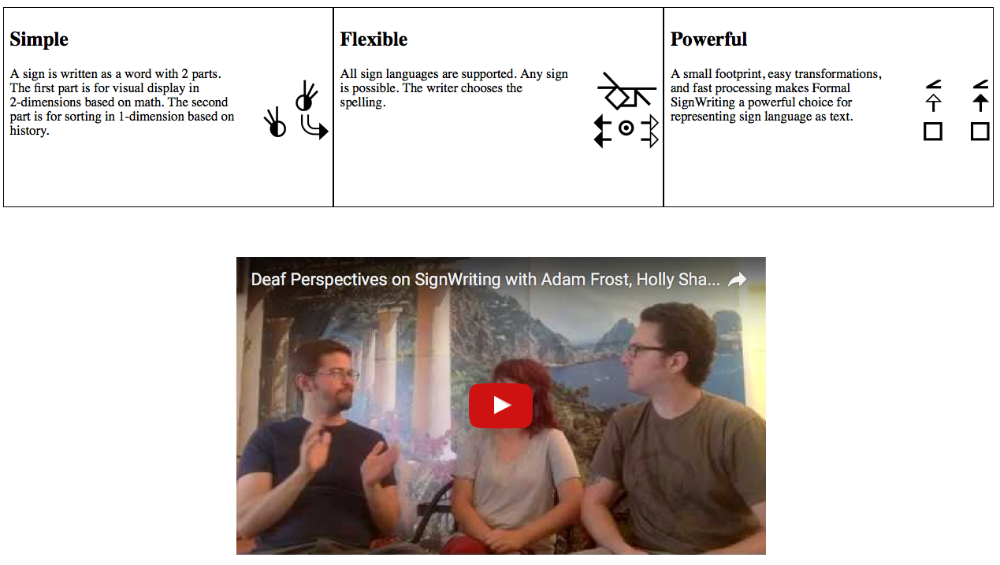 Simple
A sign is written as a word with 2 parts.
The first part is for visual display in
2-dimensions based on math. The second
part is for sorting in 1-dimension based on
history.
Flexible
All sign languages are supported. Any sign
is possible. The writer chooses the
spelling.
Powerful
A small footprint, easy transformations,
and fast processing makes Formal
SignWriting a powerful choice for
representing sign language as text.
Deaf Perspectives on SignWriting with Adam Frost, Holly Sha...